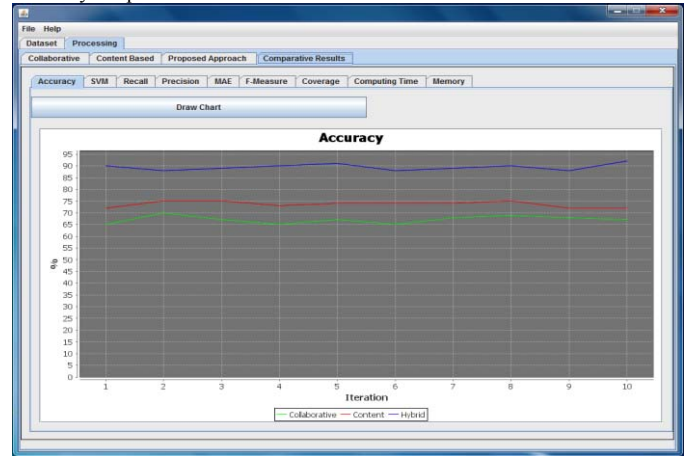 File Help
Dataset Processing
Collaborative Content Based Proposed Approach Comparative Results
Accuracy SVM Recall Precision MAE F-Measure Coverage Computing Time Memory
Draw Chart
Accuracy
95
90
85
80
75
70
65
60
55
50
45
40
35
30
25
20
15
10
5
0
%
1 2 3 4 5 6 7 8 9 10
Iteration
Collaborative Content Hybrid